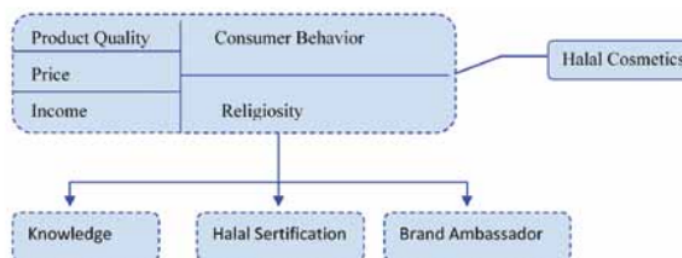 Product Quality
Consumer Behavior
Halal Cosmetics
Price
Income
Religiosity
Knowledge
Halal Sertification
Brand Ambassador